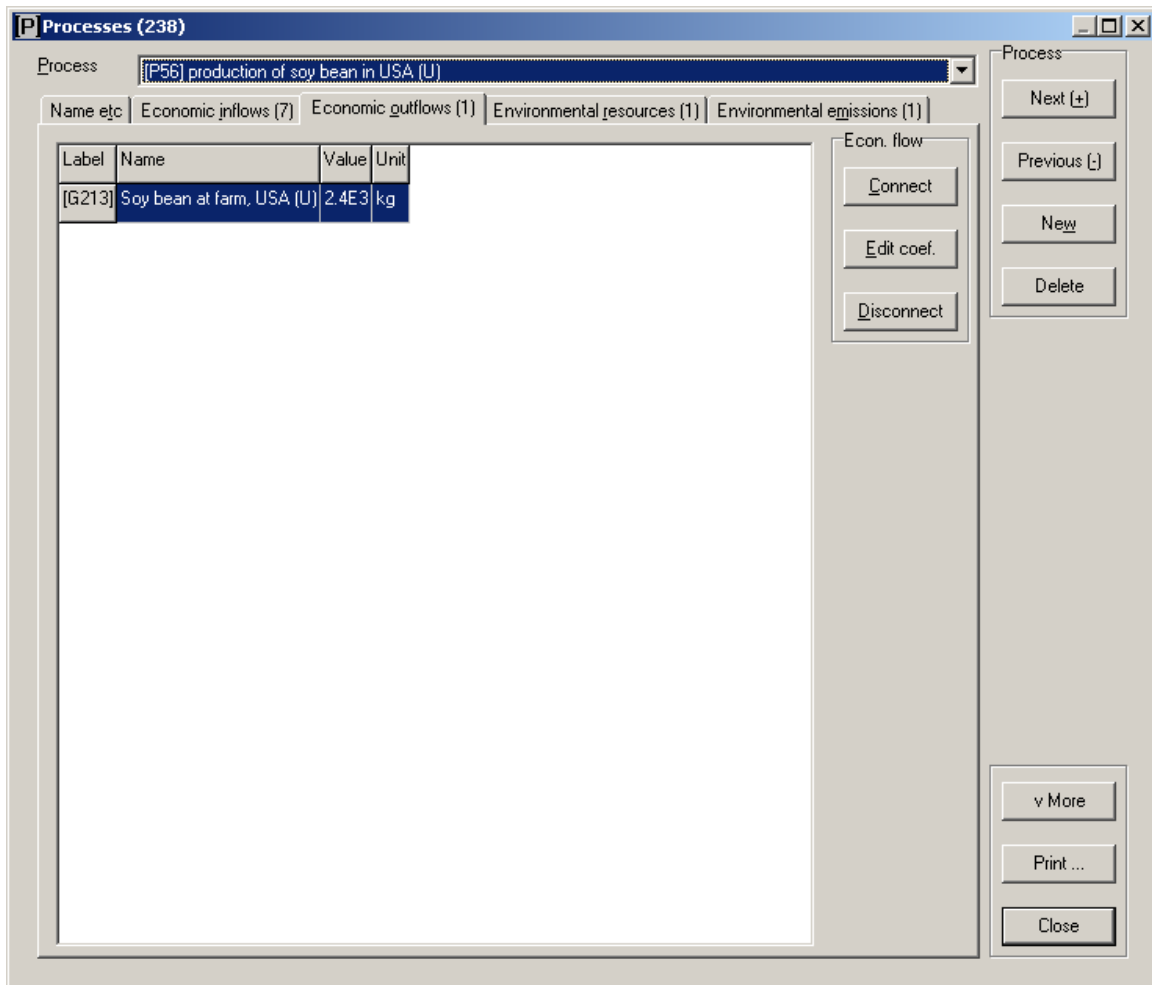 Processes (238)
Process
[P56] production of soy bean in USA (U)
Name etc
Economic inflows (7)
Economic outflows (1)
Environmental resources (1)
Environmental emissions (1)
Label Name Value Unit
[G213] Soy bean at farm, USA (U) 2.4E3 kg
Econ. flow
Connect
Edit coef.
Disconnect
Process
Next (+)
Previous (-)
New
Delete
v More
Print ...
Close